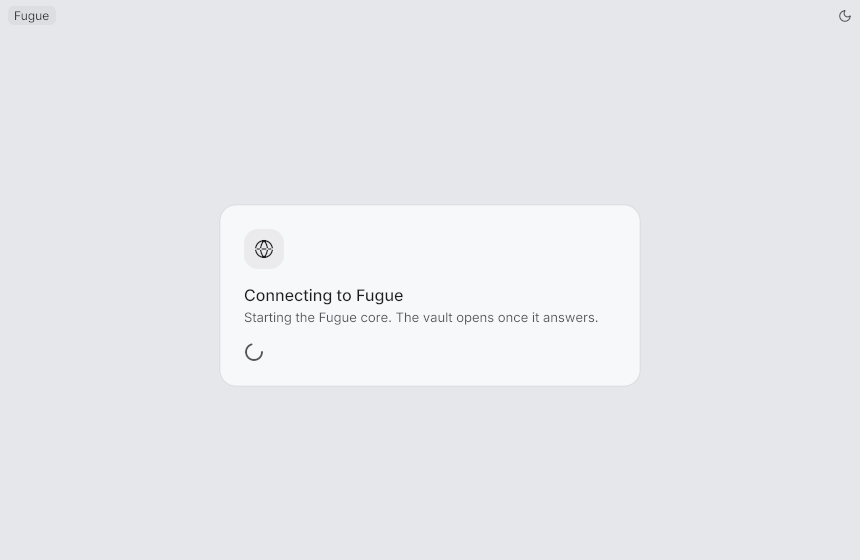 Fugue
Connecting to Fugue
Starting the Fugue core. The vault opens once it answers.